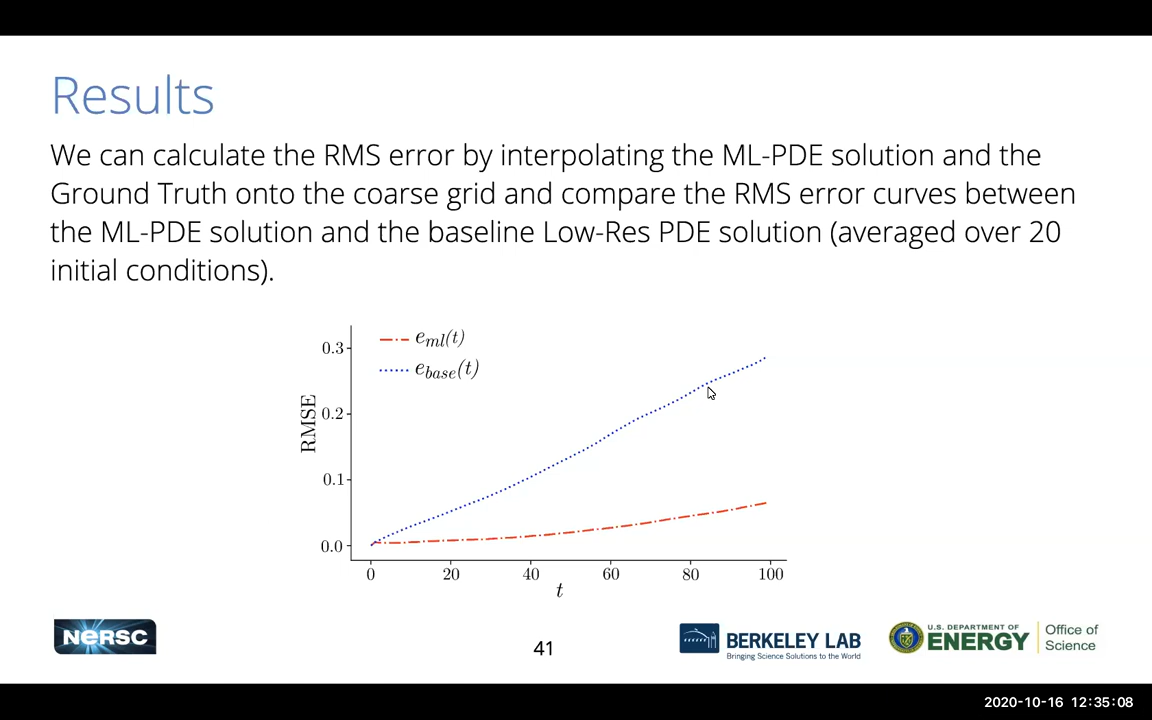 Results
We can calculate the RMS error by interpolating the ML-PDE solution and the
Ground Truth onto the coarse grid and compare the RMS error curves between
the ML-PDE solution and the baseline Low-Res PDE solution (averaged over 20
initial conditions).
e_ml(t)
e_base(t)
RMSE
0.3
0.2
0.1
0.0
0 20 40 60 80 100
t
NERSC
41
BERKELEY LAB
Bringing Science Solutions to the World
U.S. DEPARTMENT OF
ENERGY
Office of
Science
2020-10-16 12:35:08